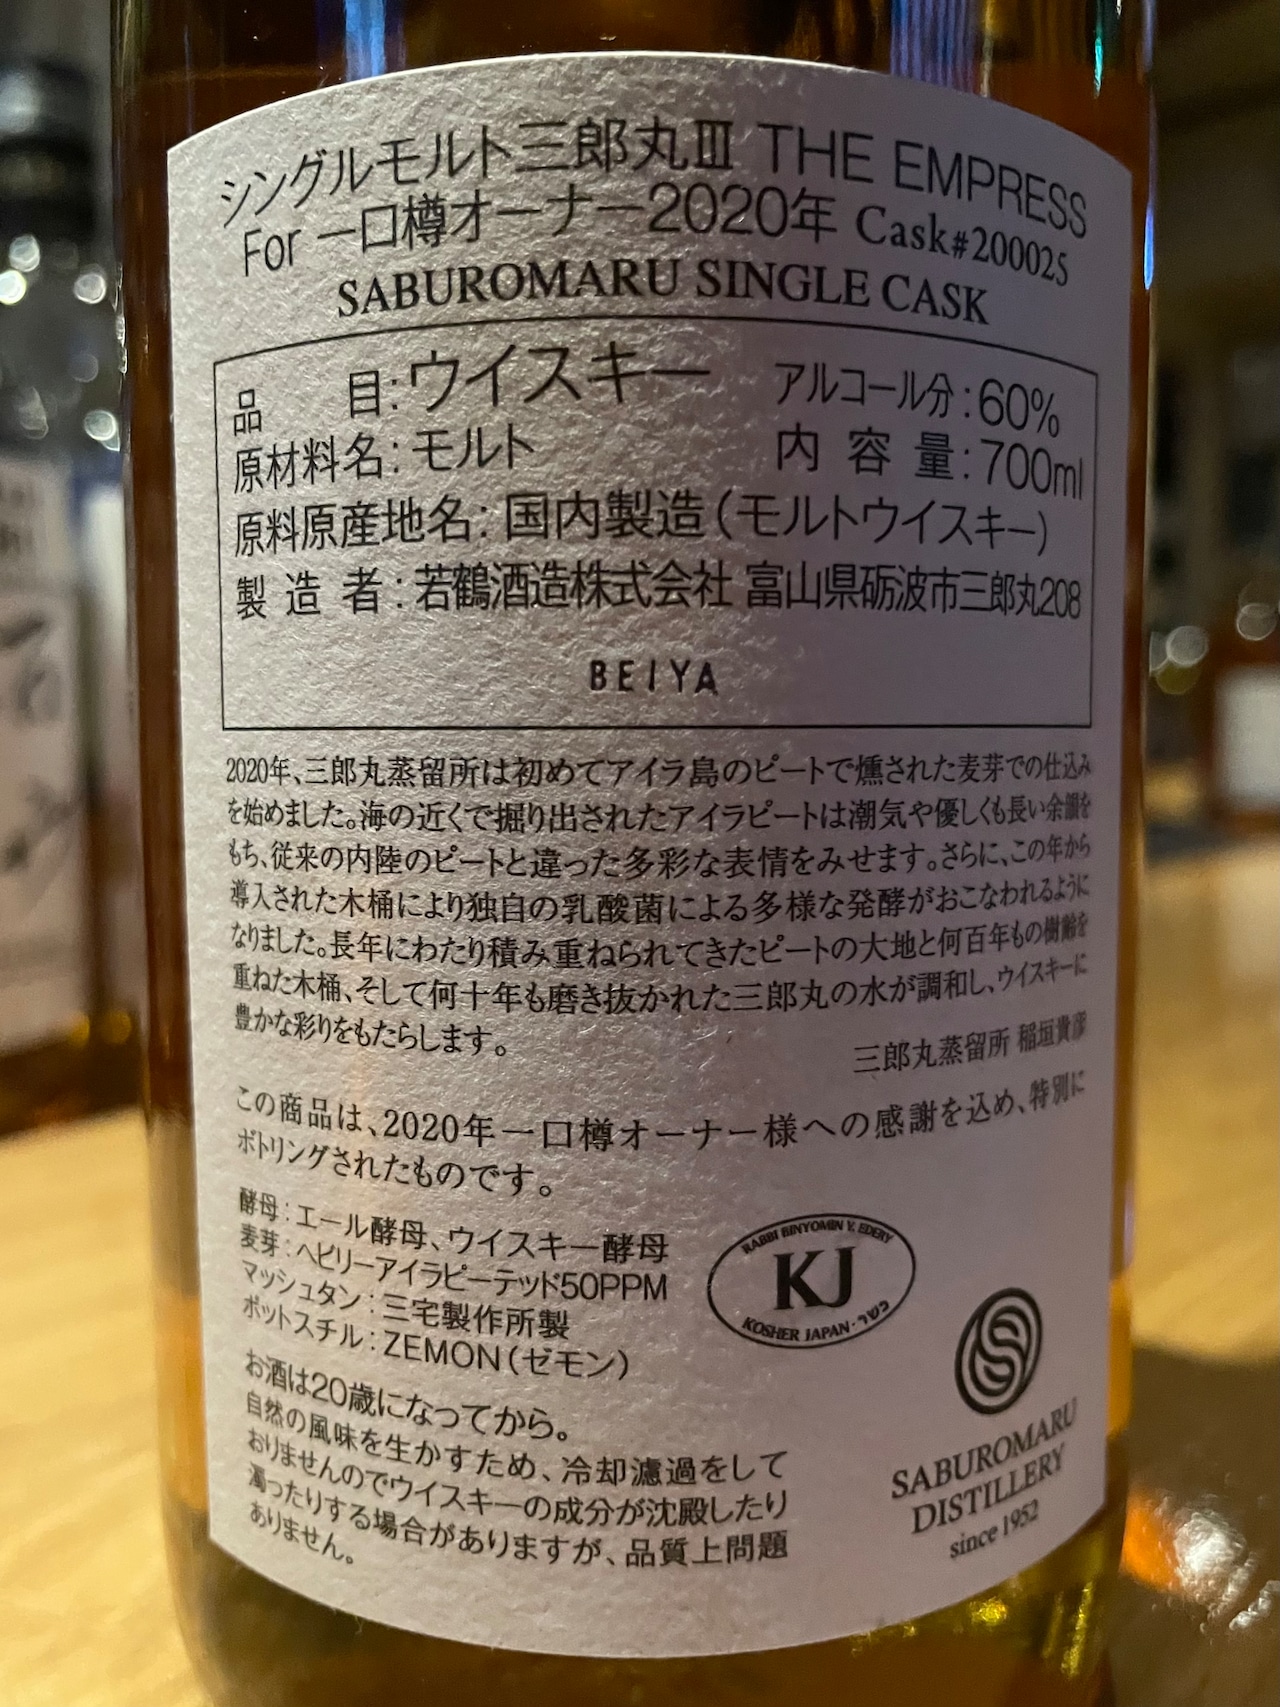 シングルモルト三郎丸Ⅲ THE EMPRESS
For 一口樽オーナー2020年 Cask#200025
SABUROMARU SINGLE CASK
品 目:ウイスキー アルコール分:60%
原材料名:モルト 内容量:700ml
原料原産地名:国内製造(モルトウイスキー)
製造者:若鶴酒造株式会社 富山県砺波市三郎丸208
BEIYA
2020年、三郎丸蒸留所は初めてアイラ島のピートで燻された麦芽での仕込み
を始めました。海の近くで掘り出されたアイラピートは潮気や優しくも長い余韻を
もち、従来の内陸のピートと違った多彩な表情をみせます。さらに、この年から
導入された木桶により独自の乳酸菌による多様な発酵がおこなわれるように
なりました。長年にわたり積み重ねられてきたピートの大地と何百年もの樹齢を
重ねた木桶、そして何十年も磨き抜かれた三郎丸の水が調和し、ウイスキーに
豊かな彩りをもたらします。
三郎丸蒸留所 稲垣貴彦
この商品は、2020年一口樽オーナー様への感謝を込め、特別に
ボトリングされたものです。
酵母:エール酵母、ウイスキー酵母
麦芽:ヘビリーアイラピーテッド50PPM
マッシュタン:三宅製作所製
ポットスチル:ZEMON(ゼモン)
RABBI BINYOMIN Y. EDERY
KJ
KOSHER JAPAN・כשר
お酒は20歳になってから。
自然の風味を生かすため、冷却濾過をして
おりませんのでウイスキーの成分が沈殿したり
濁ったりする場合がありますが、品質上問題
ありません。
SABUROMARU
DISTILLERY
since 1952